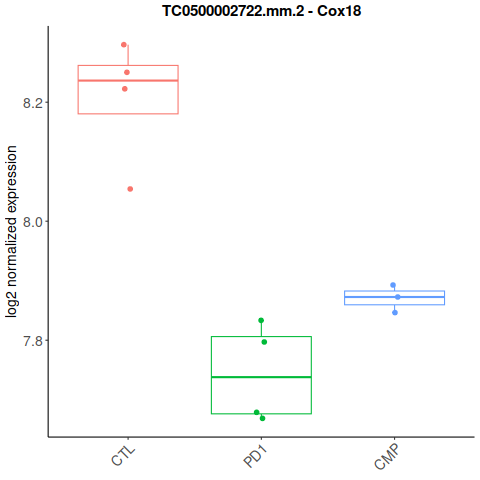 TC0500002722.mm.2 - Cox18
log2 normalized expression
8.2
8.0
7.8
CTL
PD1
CMP